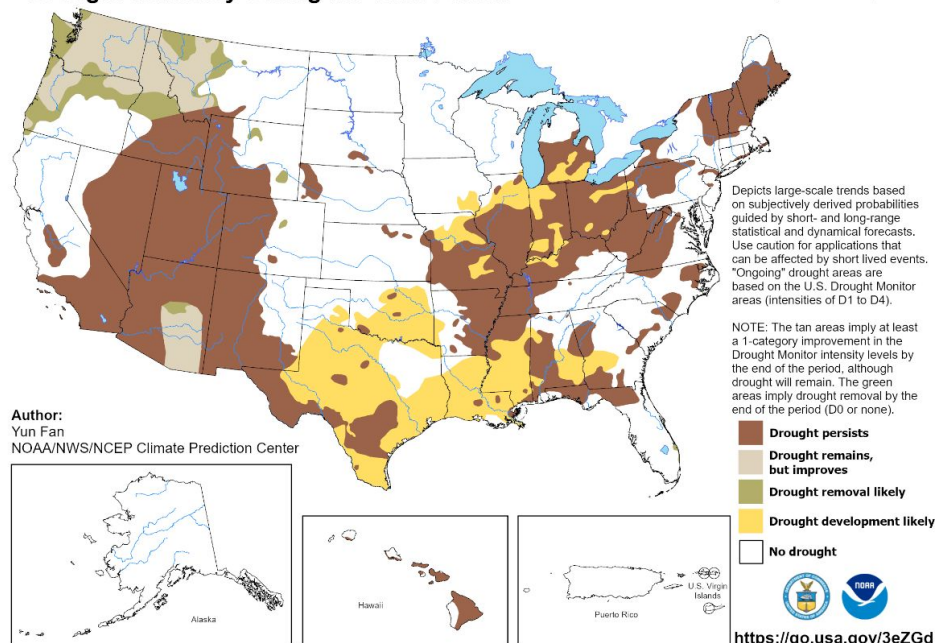 Depicts large-scale trends based
on subjectively derived probabilities
guided by short- and long-range
statistical and dynamical forecasts.
Use caution for applications that
can be affected by short lived events.
"Ongoing" drought areas are
based on the U.S. Drought Monitor
areas (intensities of D1 to D4).
NOTE: The tan areas imply at least
a 1-category improvement in the
Drought Monitor intensity levels by
the end of the period, although
drought will remain. The green
areas imply drought removal by the
end of the period (D0 or none).
Author:
Yun Fan
NOAA/NWS/NCEP Climate Prediction Center
Drought persists
Drought remains,
but improves
Drought removal likely
Drought development likely
No drought
Alaska
Hawaii
Puerto Rico
U.S. Virgin
Islands
NOAA
https://go.usa.gov/3eZGd